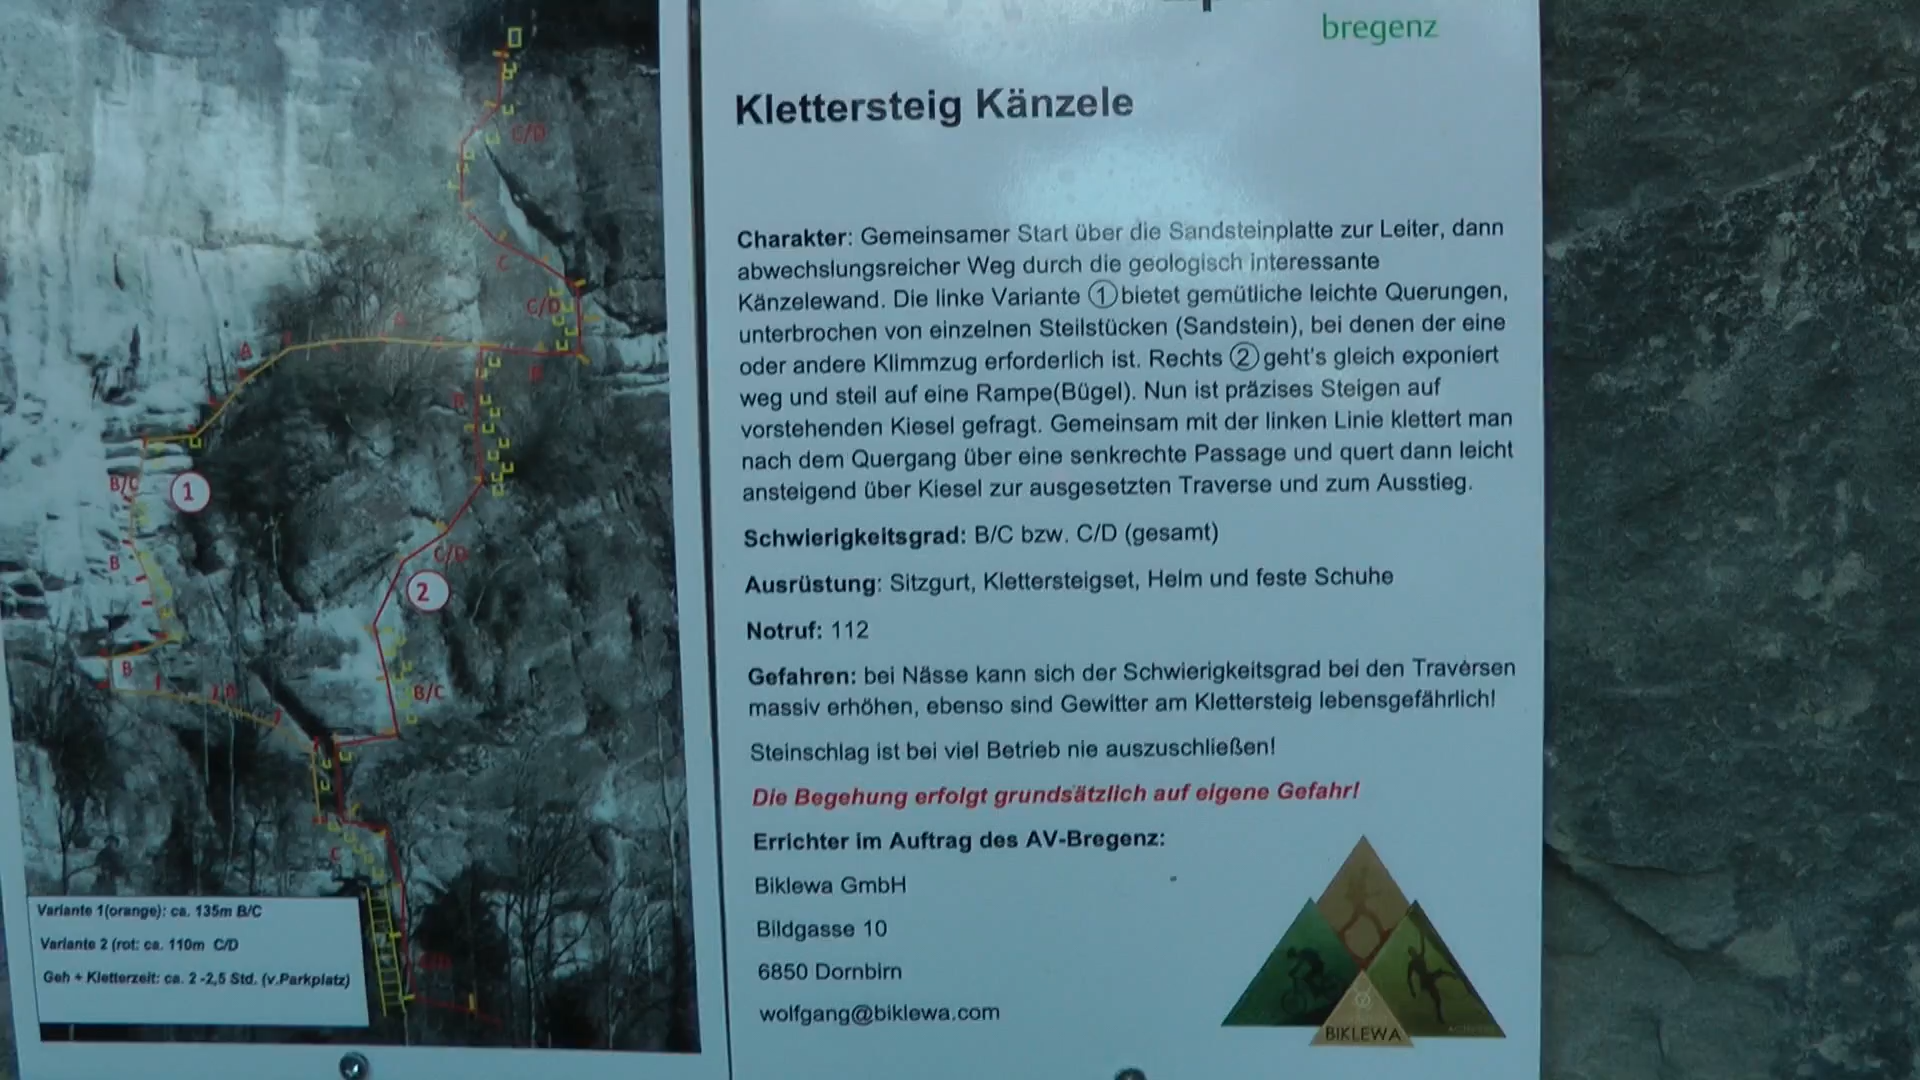 bregenz
Klettersteig Känzele
Charakter: Gemeinsamer Start über die Sandsteinplatte zur Leiter, dann
abwechslungsreicher Weg durch die geologisch interessante
Känzelewand. Die linke Variante ① bietet gemütliche leichte Querungen,
unterbrochen von einzelnen Steilstücken (Sandstein), bei denen der eine
oder andere Klimmzug erforderlich ist. Rechts ② geht's gleich exponiert
weg und steil auf eine Rampe(Bügel). Nun ist präzises Steigen auf
vorstehenden Kiesel gefragt. Gemeinsam mit der linken Linie klettert man
nach dem Quergang über eine senkrechte Passage und quert dann leicht
ansteigend über Kiesel zur ausgesetzten Traverse und zum Ausstieg.
Schwierigkeitsgrad: B/C bzw. C/D (gesamt)
Ausrüstung: Sitzgurt, Klettersteigset, Helm und feste Schuhe
Notruf: 112
Gefahren: bei Nässe kann sich der Schwierigkeitsgrad bei den Traversen
massiv erhöhen, ebenso sind Gewitter am Klettersteig lebensgefährlich!
Steinschlag ist bei viel Betrieb nie auszuschließen!
Die Begehung erfolgt grundsätzlich auf eigene Gefahr!
Errichter im Auftrag des AV-Bregenz:
Biklewa GmbH
Bildgasse 10
6850 Dornbirn
wolfgang@biklewa.com
BIKLEWA
C/D
C
C/D
A
A
B
B
B/C
1
B
C/D
2
B
B/C
C
Variante 1(orange): ca. 135m B/C
Variante 2 (rot: ca. 110m C/D
Geh + Kletterzeit: ca. 2 -2,5 Std. (v.Parkplatz)